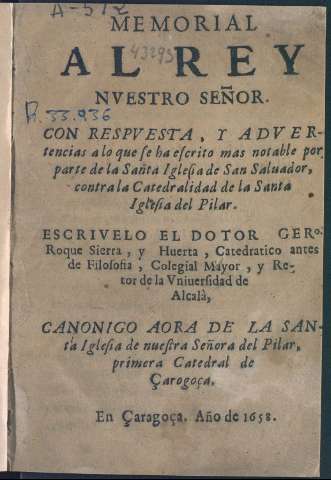 A-512
MEMORIAL
43295
AL REY
NVESTRO SEÑOR.
R.33.936
CON RESPVESTA, Y ADVER-
tencias a lo que se ha escrito mas notable por
parte de la Santa Iglesia de San Saluador,
contra la Catedralidad de la Santa
Iglesia del Pilar.
ESCRIVELO EL DOTOR GERº.
Roque Sierra, y Huerta, Catedratico antes
de Filosofia, Colegial Mayor, y Re-
tor de la Vniuersidad de
Alcalà,
CANONIGO AORA DE LA SAN-
ta Iglesia de nuestra Señora del Pilar,
primera Catedral de
Çaragoça.
En Çaragoça. Año de 1658.